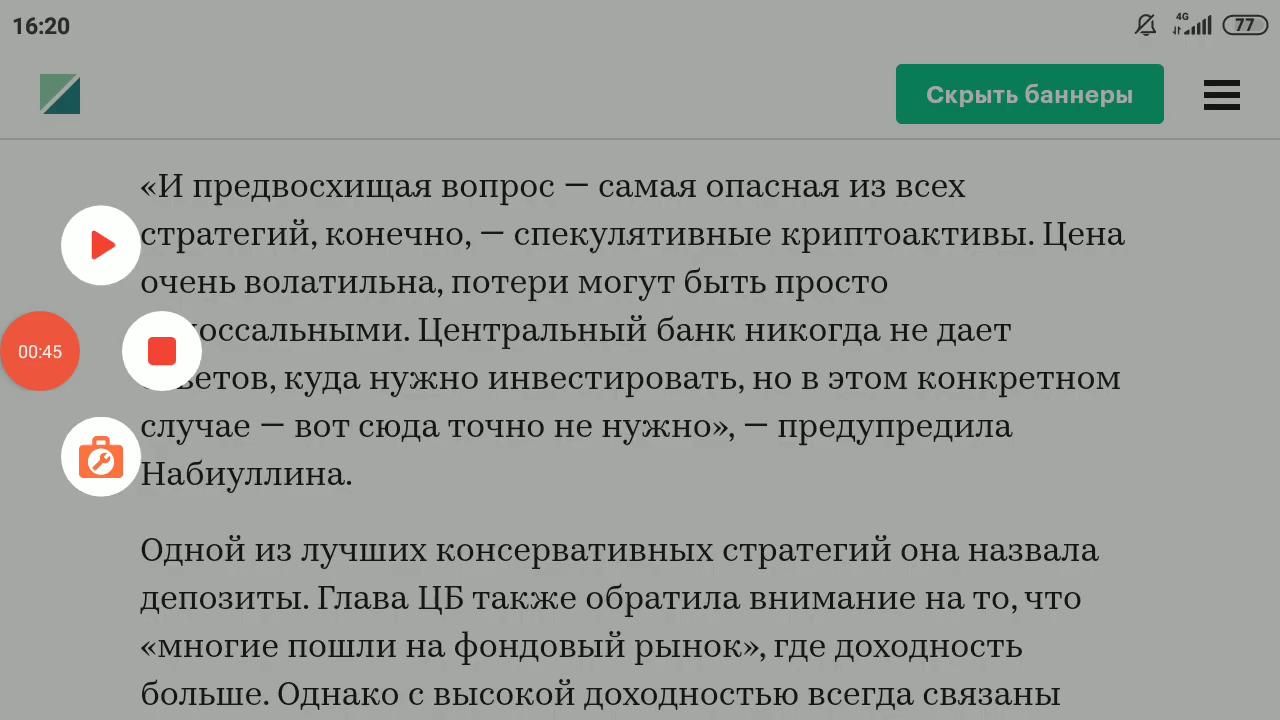 16:20
4G
77
Скрыть баннеры
«И предвосхищая вопрос — самая опасная из всех
стратегий, конечно, — спекулятивные криптоактивы. Цена
очень волатильна, потери могут быть просто
оссальными. Центральный банк никогда не дает
00:45
ветов, куда нужно инвестировать, но в этом конкретном
случае — вот сюда точно не нужно», — предупредила
Набиуллина.
Одной из лучших консервативных стратегий она назвала
депозиты. Глава ЦБ также обратила внимание на то, что
«многие пошли на фондовый рынок», где доходность
больше. Однако с высокой доходностью всегда связаны